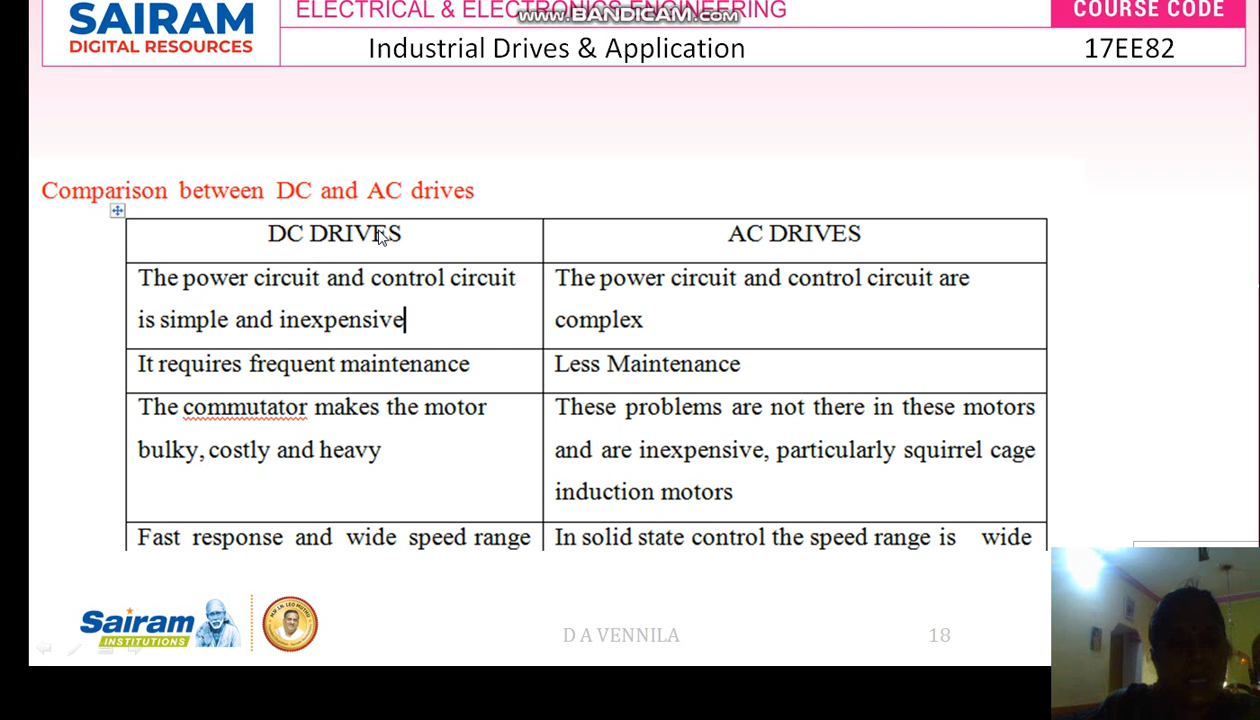 SAIRAM
DIGITAL RESOURCES
ELECTRICAL & ELECTRONICS ENGINEERING
www.BANDICAM.com
COURSE CODE
Industrial Drives & Application
17EE82
Comparison between DC and AC drives
DC DRIVES
AC DRIVES
The power circuit and control circuit
is simple and inexpensive
The power circuit and control circuit are
complex
It requires frequent maintenance
Less Maintenance
The commutator makes the motor
bulky, costly and heavy
These problems are not there in these motors
and are inexpensive, particularly squirrel cage
induction motors
Fast response and wide speed range
In solid state control the speed range is wide
Sairam
INSTITUTIONS
D A VENNILA
18